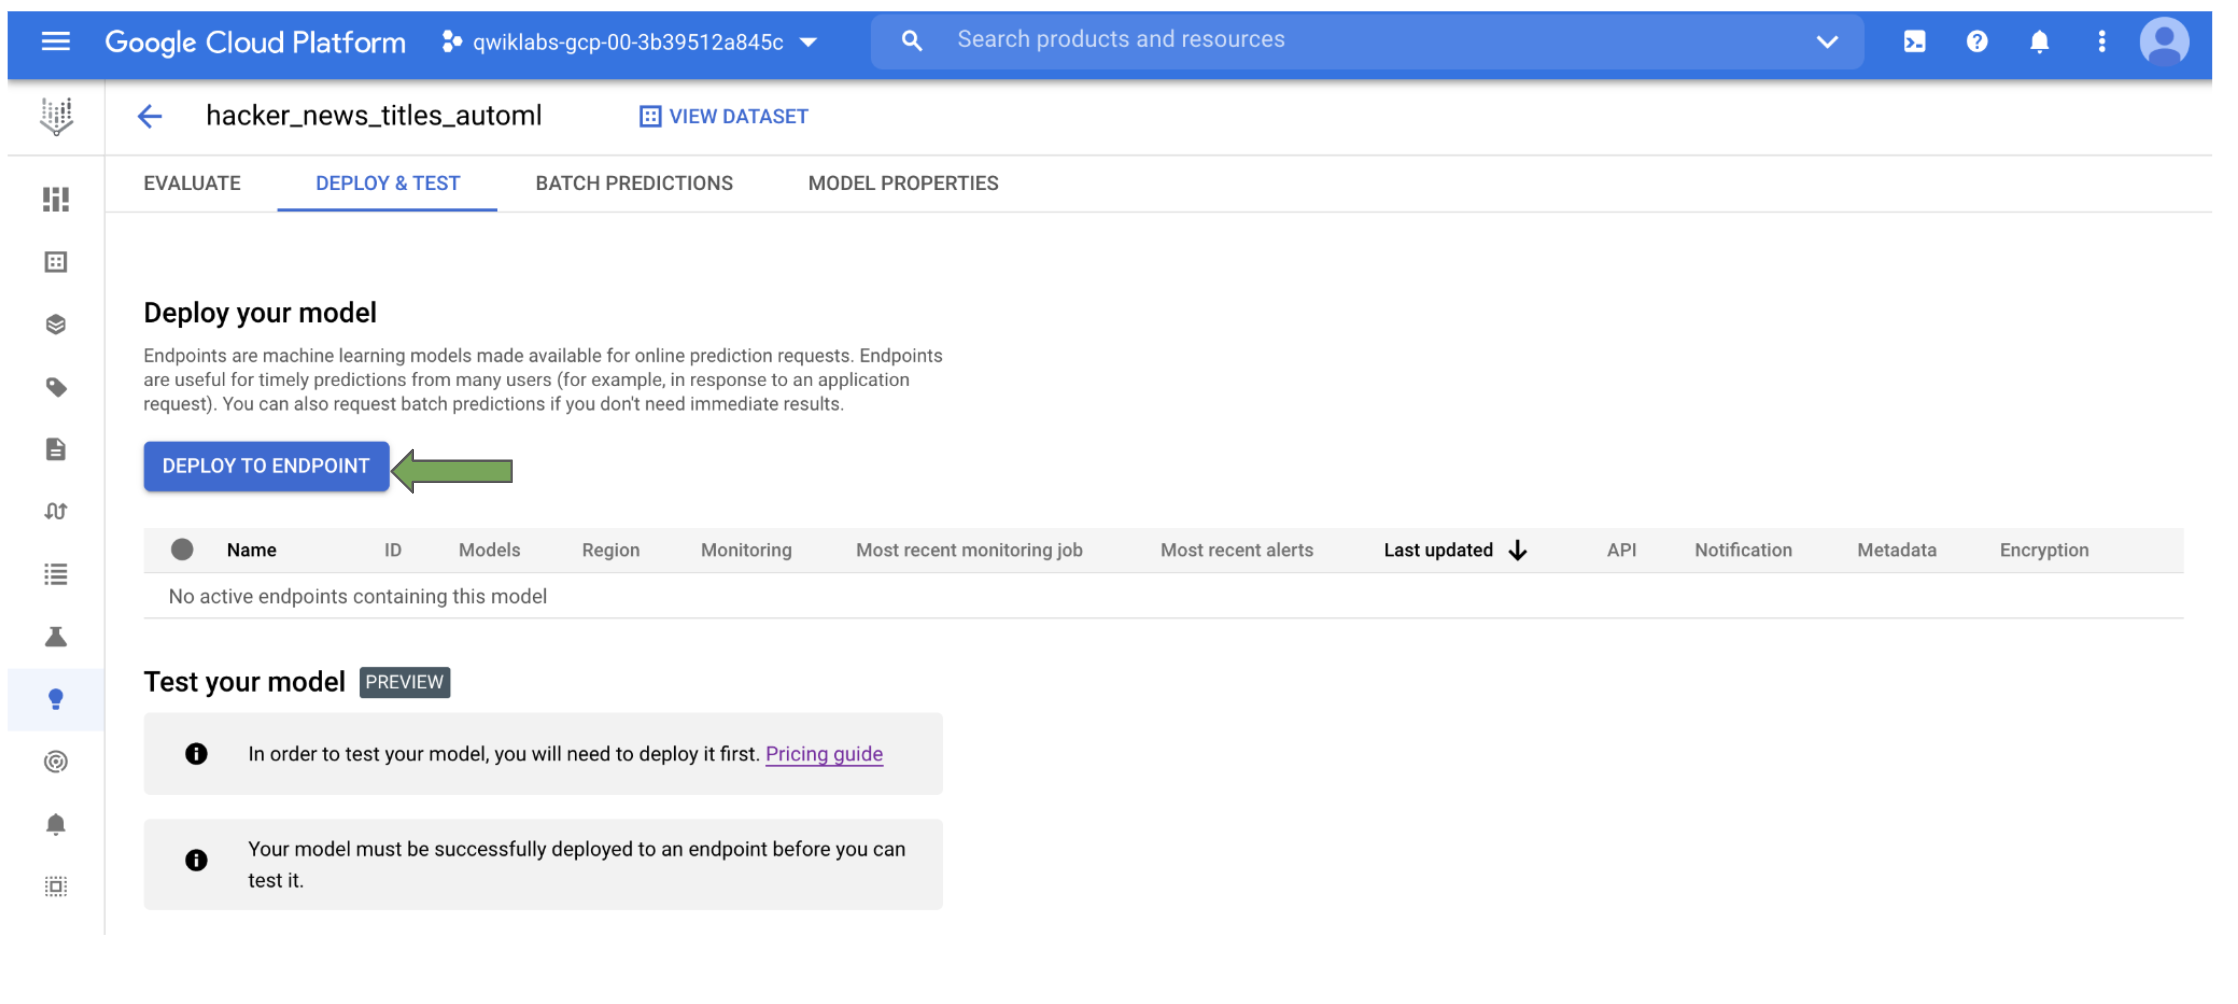 Google Cloud Platform
qwiklabs-gcp-00-3b39512a845c
Search products and resources
hacker_news_titles_automl
VIEW DATASET
EVALUATE
DEPLOY & TEST
BATCH PREDICTIONS
MODEL PROPERTIES
Deploy your model
Endpoints are machine learning models made available for online prediction requests. Endpoints
are useful for timely predictions from many users (for example, in response to an application
request). You can also request batch predictions if you don't need immediate results.
DEPLOY TO ENDPOINT
Name ID Models Region Monitoring Most recent monitoring job Most recent alerts Last updated API Notification Metadata Encryption
No active endpoints containing this model
Test your model PREVIEW
In order to test your model, you will need to deploy it first. Pricing guide
Your model must be successfully deployed to an endpoint before you can
test it.